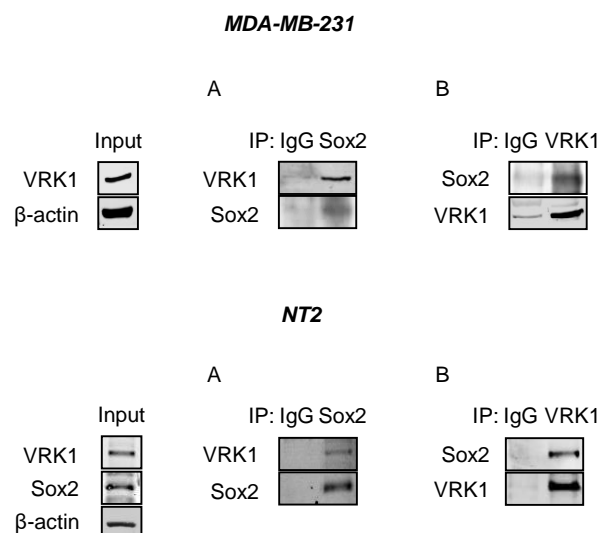 MDA-MB-231
A
B
Input
IP: IgG Sox2
IP: IgG VRK1
VRK1
VRK1
Sox2
β-actin
Sox2
VRK1
NT2
A
B
Input
IP: IgG Sox2
IP: IgG VRK1
VRK1
VRK1
Sox2
Sox2
Sox2
VRK1
β-actin